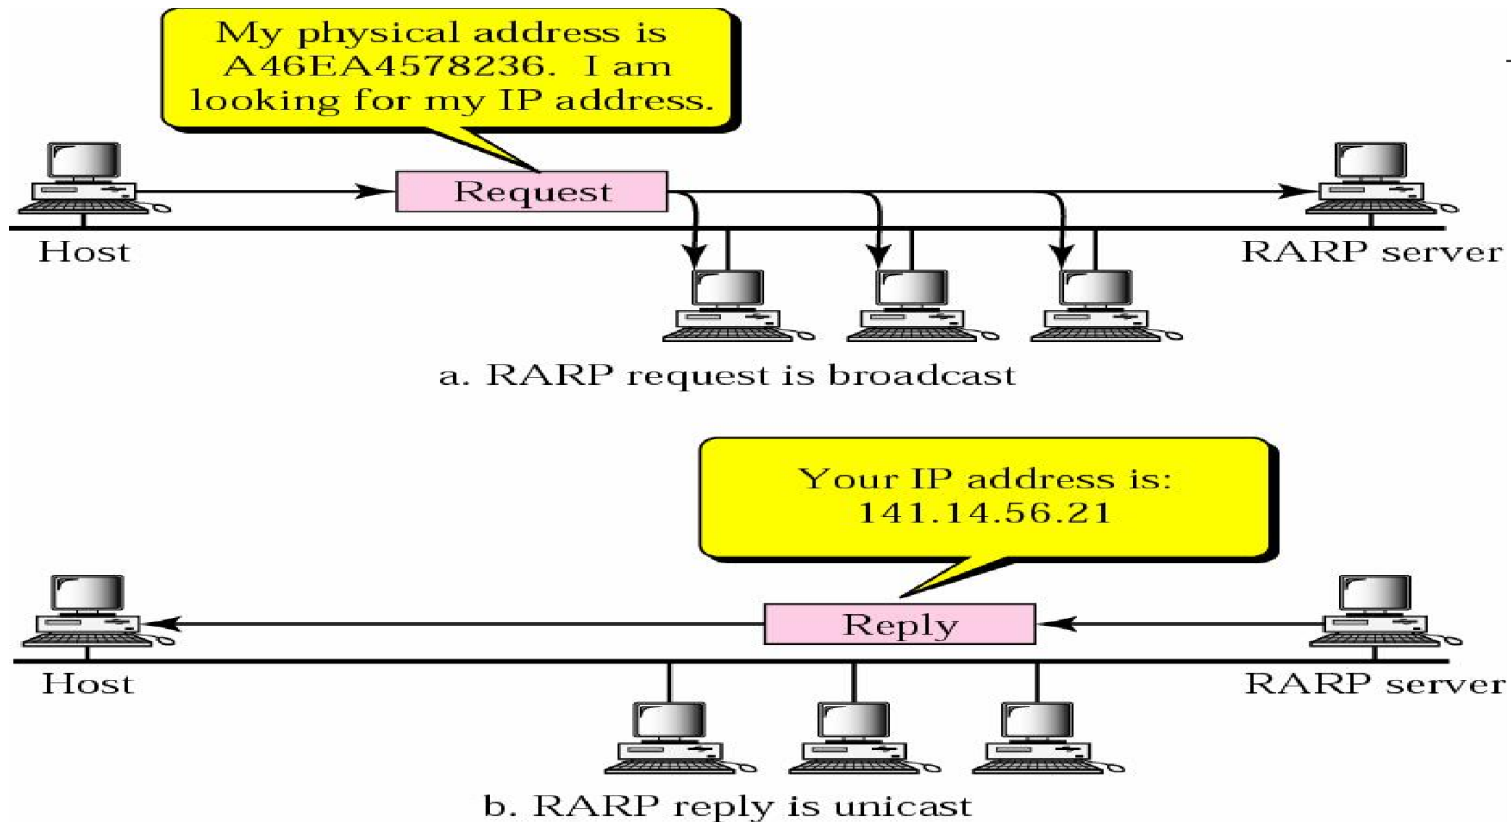 My physical address is
A46EA4578236. I am
looking for my IP address.
Request
Host
RARP server
a. RARP request is broadcast
Your IP address is:
141.14.56.21
Reply
Host
RARP server
b. RARP reply is unicast